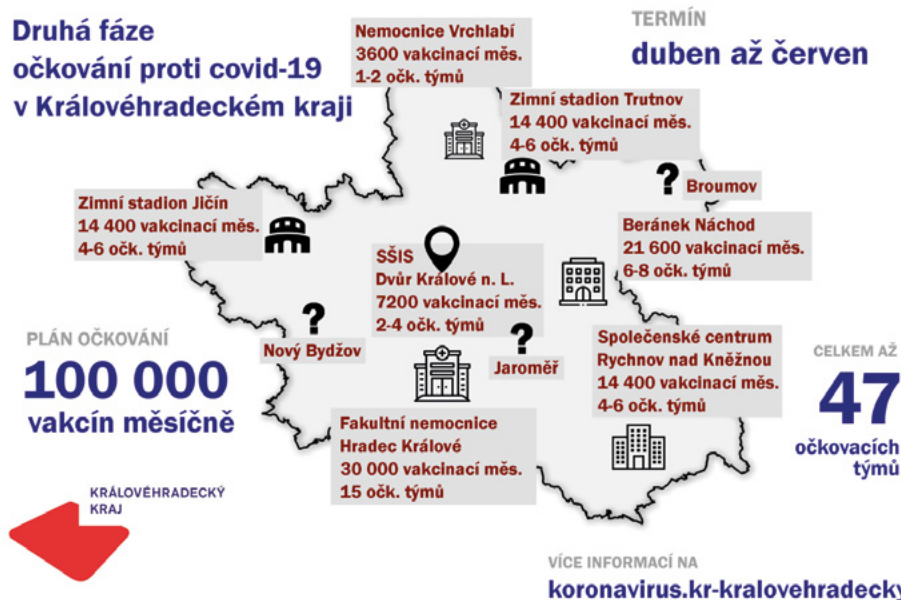 Druhá fáze
očkování proti covid-19
v Královéhradeckém kraji
TERMÍN
duben až červen
Nemocnice Vrchlabí
3600 vakcinací měs.
1-2 očk. týmů
Zimní stadion Trutnov
14 400 vakcinací měs.
4-6 očk. týmů
?
Broumov
Zimní stadion Jičín
14 400 vakcinací měs.
4-6 očk. týmů
SŠIS
Dvůr Králové n. L.
7200 vakcinací měs.
2-4 očk. týmů
Beránek Náchod
21 600 vakcinací měs.
6-8 očk. týmů
?
Nový Bydžov
?
Jaroměř
PLÁN OČKOVÁNÍ
100 000
vakcín měsíčně
Společenské centrum
Rychnov nad Kněžnou
14 400 vakcinací měs.
4-6 očk. týmů
CELKEM AŽ
47
očkovacích
týmů
Fakultní nemocnice
Hradec Králové
30 000 vakcinací měs.
15 očk. týmů
KRÁLOVÉHRADECKÝ
KRAJ
VÍCE INFORMACÍ NA
koronavirus.kr-kralovehradecky